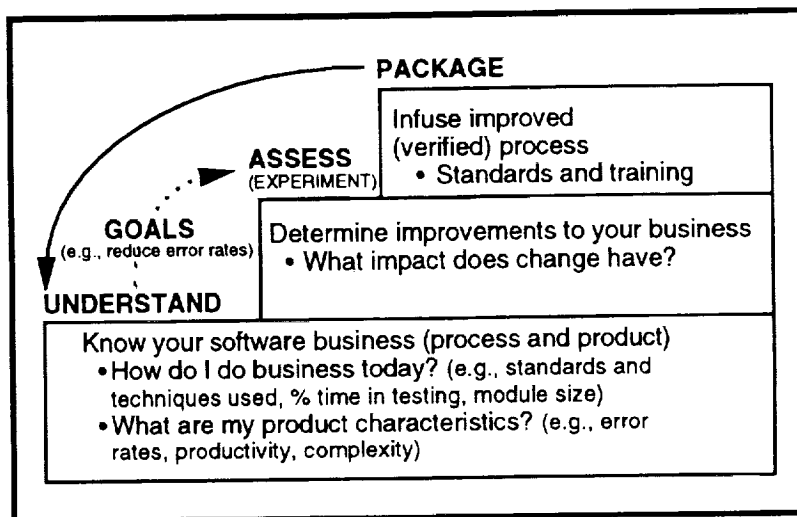 PACKAGE
Infuse improved
(verified) process
• Standards and training
ASSESS
(EXPERIMENT)
Determine improvements to your business
• What impact does change have?
GOALS
(e.g., reduce error rates)
UNDERSTAND
Know your software business (process and product)
•How do I do business today? (e.g., standards and
techniques used, % time in testing, module size)
•What are my product characteristics? (e.g., error
rates, productivity, complexity)